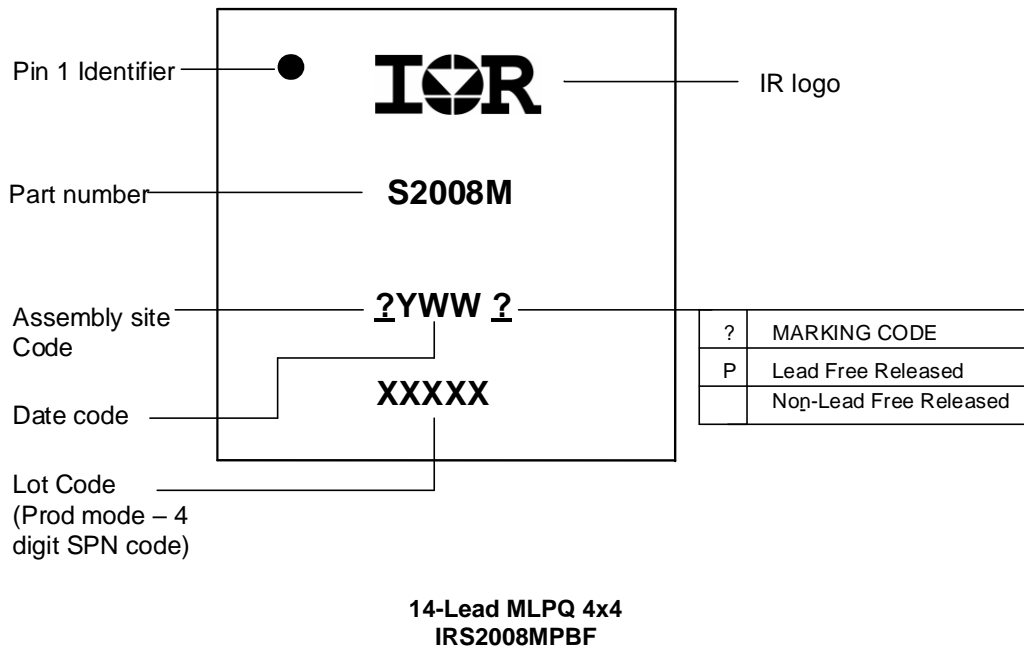 Pin 1 Identifier
IOR
IR logo
Part number
S2008M
Assembly site
Code
?YWW ?
? MARKING CODE
P Lead Free Released
Non-Lead Free Released
Date code
XXXXX
Lot Code
(Prod mode – 4
digit SPN code)
14-Lead MLPQ 4x4
IRS2008MPBF